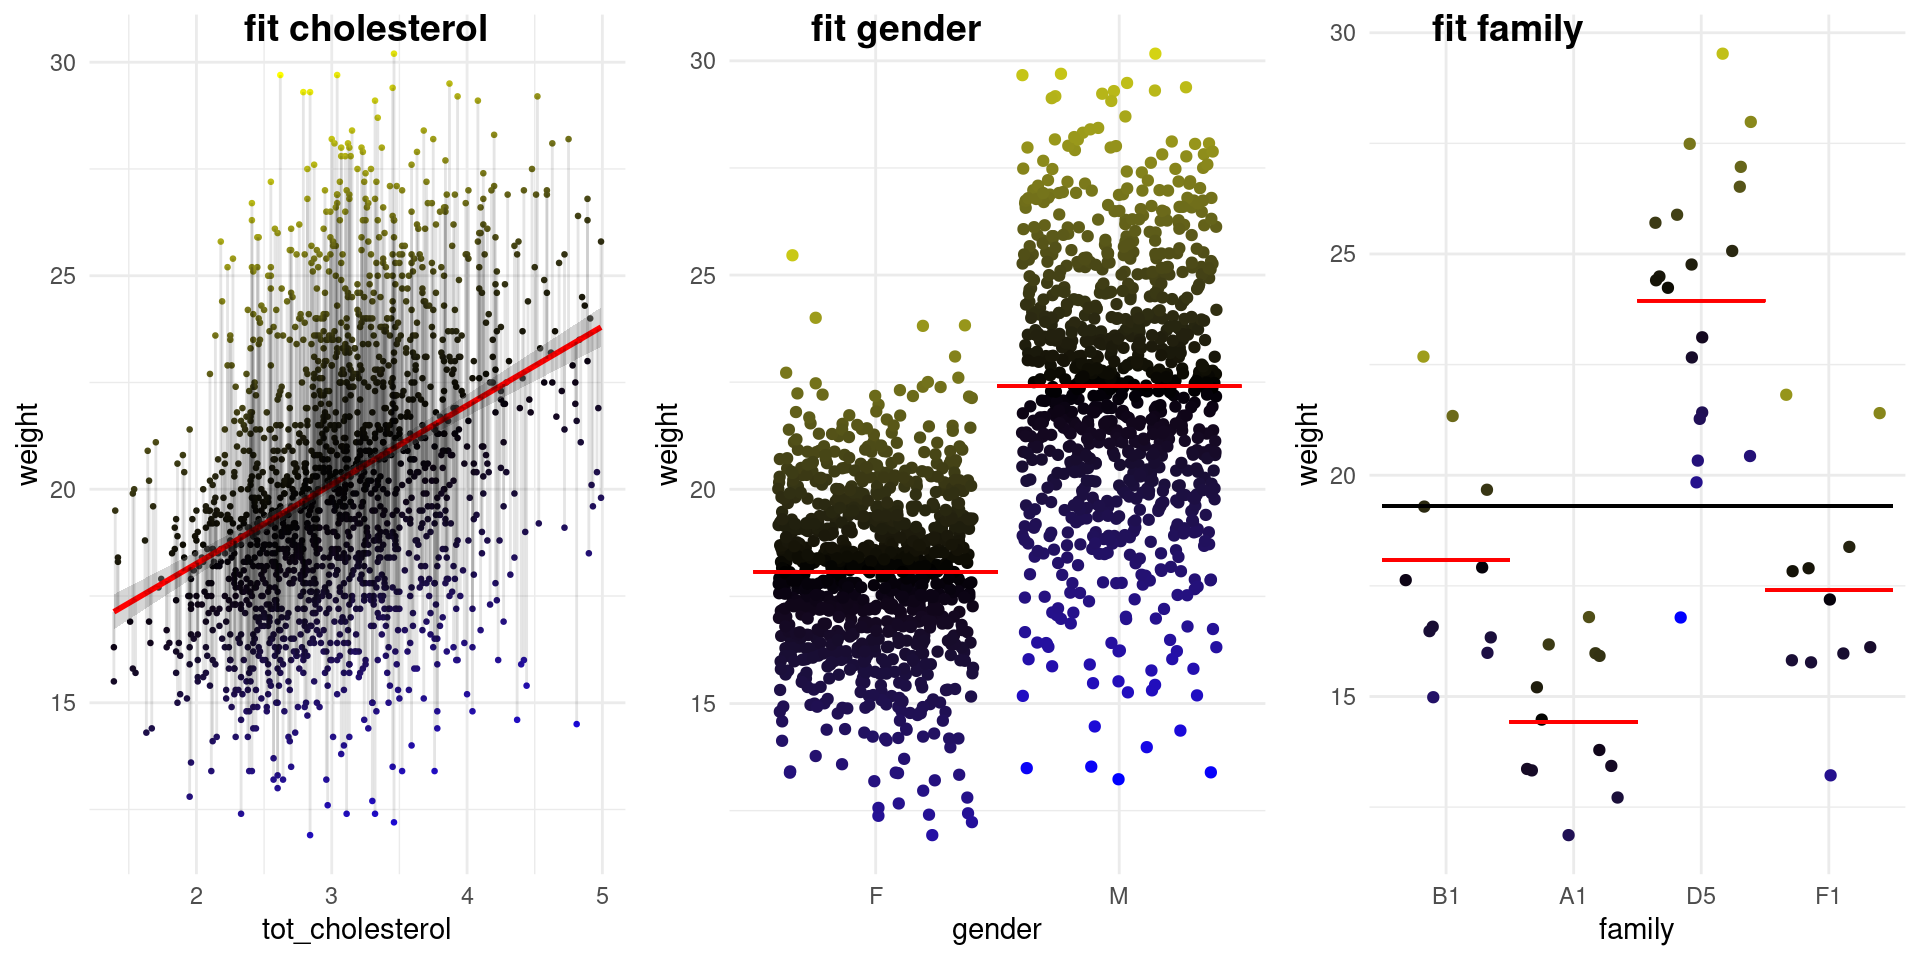 fit cholesterol
30
25
20
15
weight
2 3 4 5
tot_cholesterol
fit gender
30
25
20
15
weight
F M
gender
fit family
30
25
20
15
weight
B1 A1 D5 F1
family